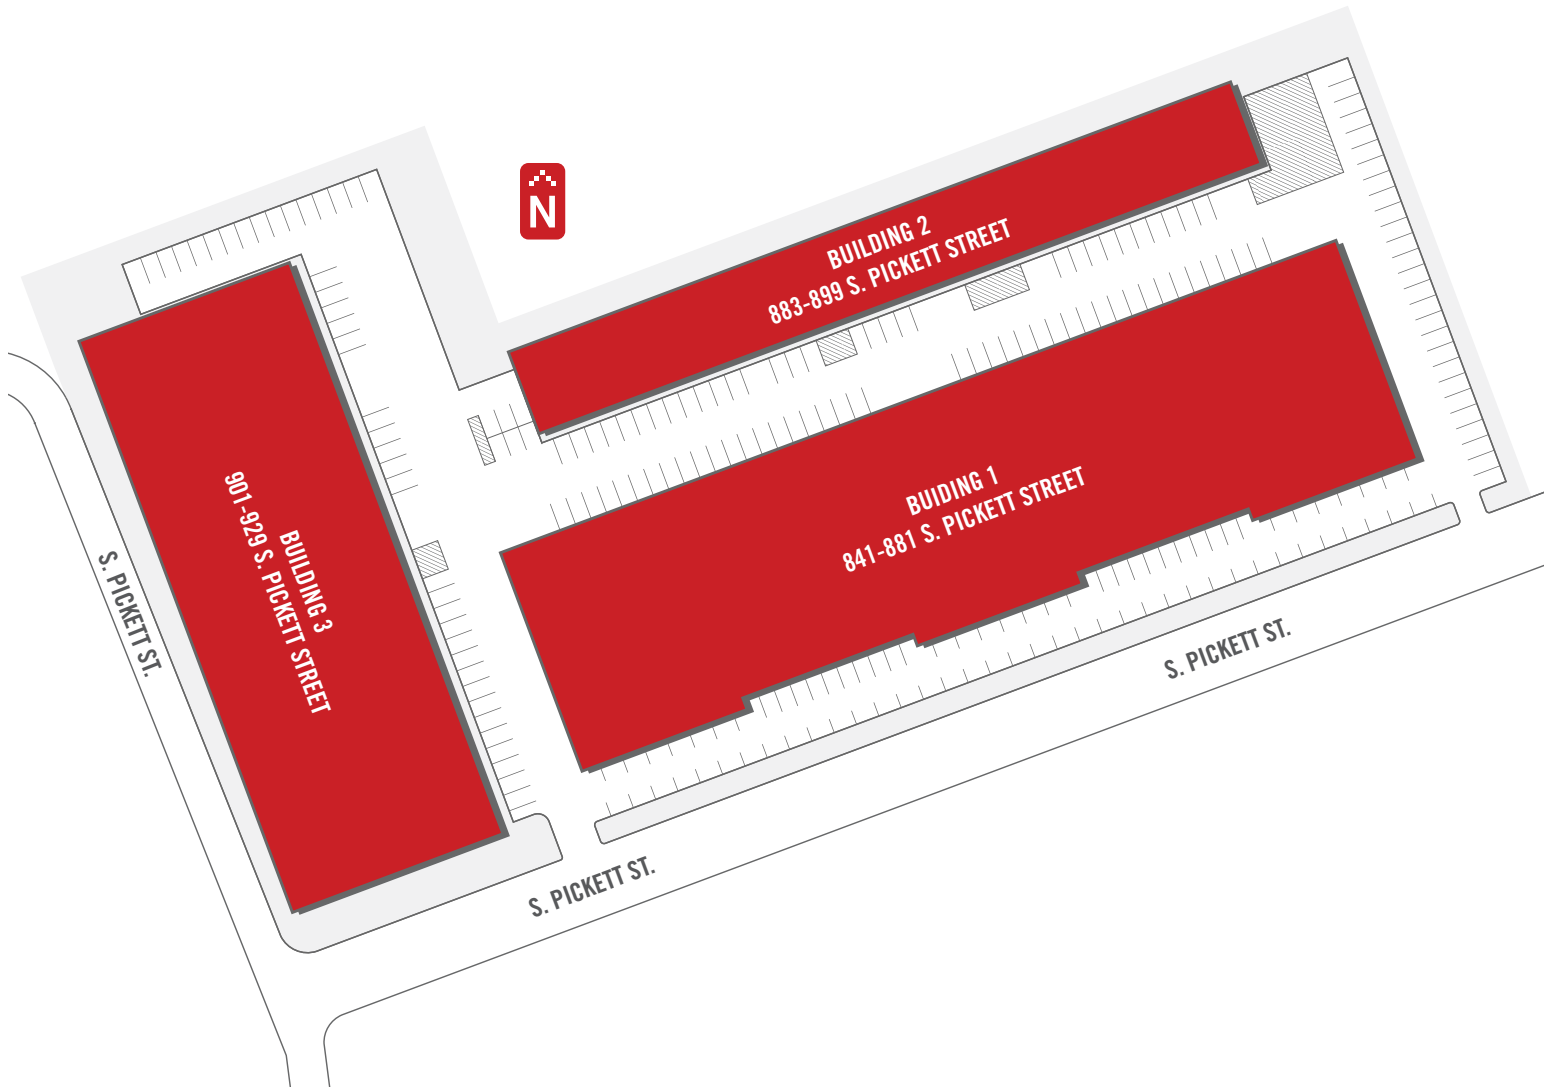 N
BUILDING 2
883-899 S. PICKETT STREET
BUIDING 1
841-881 S. PICKETT STREET
BUILDING 3
901-929 S. PICKETT STREET
S. PICKETT ST.
S. PICKETT ST.
S. PICKETT ST.